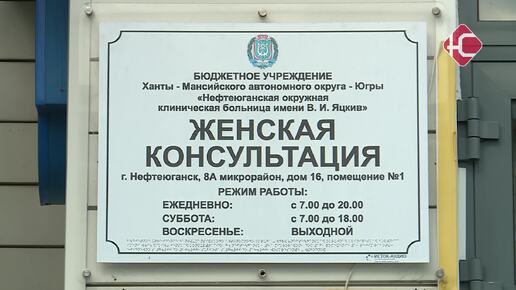 БЮДЖЕТНОЕ УЧРЕЖДЕНИЕ
Ханты - Мансийского автономного округа - Югры
«Нефтеюганская окружная
клиническая больница имени В. И. Яцкив»
ЖЕНСКАЯ
КОНСУЛЬТАЦИЯ
г. Нефтеюганск, 8А микрорайон, дом 16, помещение №1
РЕЖИМ РАБОТЫ:
ЕЖЕДНЕВНО: с 7.00 до 20.00
СУББОТА: с 7.00 до 18.00
ВОСКРЕСЕНЬЕ: ВЫХОДНОЙ
ИСТОК-АУДИО